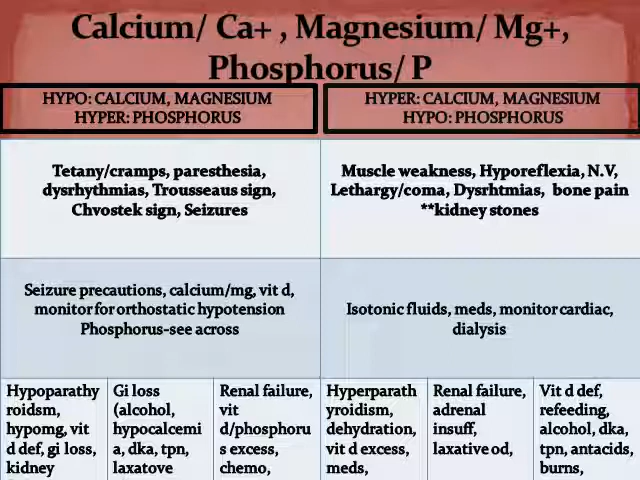 Calcium/ Ca+ , Magnesium/ Mg+,
Phosphorus/ P
HYPO: CALCIUM, MAGNESIUM
HYPER: PHOSPHORUS
HYPER: CALCIUM, MAGNESIUM
HYPO: PHOSPHORUS
Tetany/cramps, paresthesia,
dysrhythmias, Trousseaus sign,
Chvostek sign, Seizures
Muscle weakness, Hyporeflexia, N.V,
Lethargy/coma, Dysrhtmias, bone pain
**kidney stones
Seizure precautions, calcium/mg, vit d,
monitor for orthostatic hypotension
Phosphorus-see across
Isotonic fluids, meds, monitor cardiac,
dialysis
Hypoparathy
roidsm,
hypomg, vit
d def, gi loss,
kidney
Gi loss
(alcohol,
hypocalcemi
a, dka, tpn,
laxatove
Renal failure,
vit
d/phosphoru
s excess,
chemo,
Hyperparath
yroidism,
dehydration,
vit d excess,
meds,
Renal failure,
adrenal
insuff,
laxative od,
Vit d def,
refeeding,
alcohol, dka,
tpn, antacids,
burns,